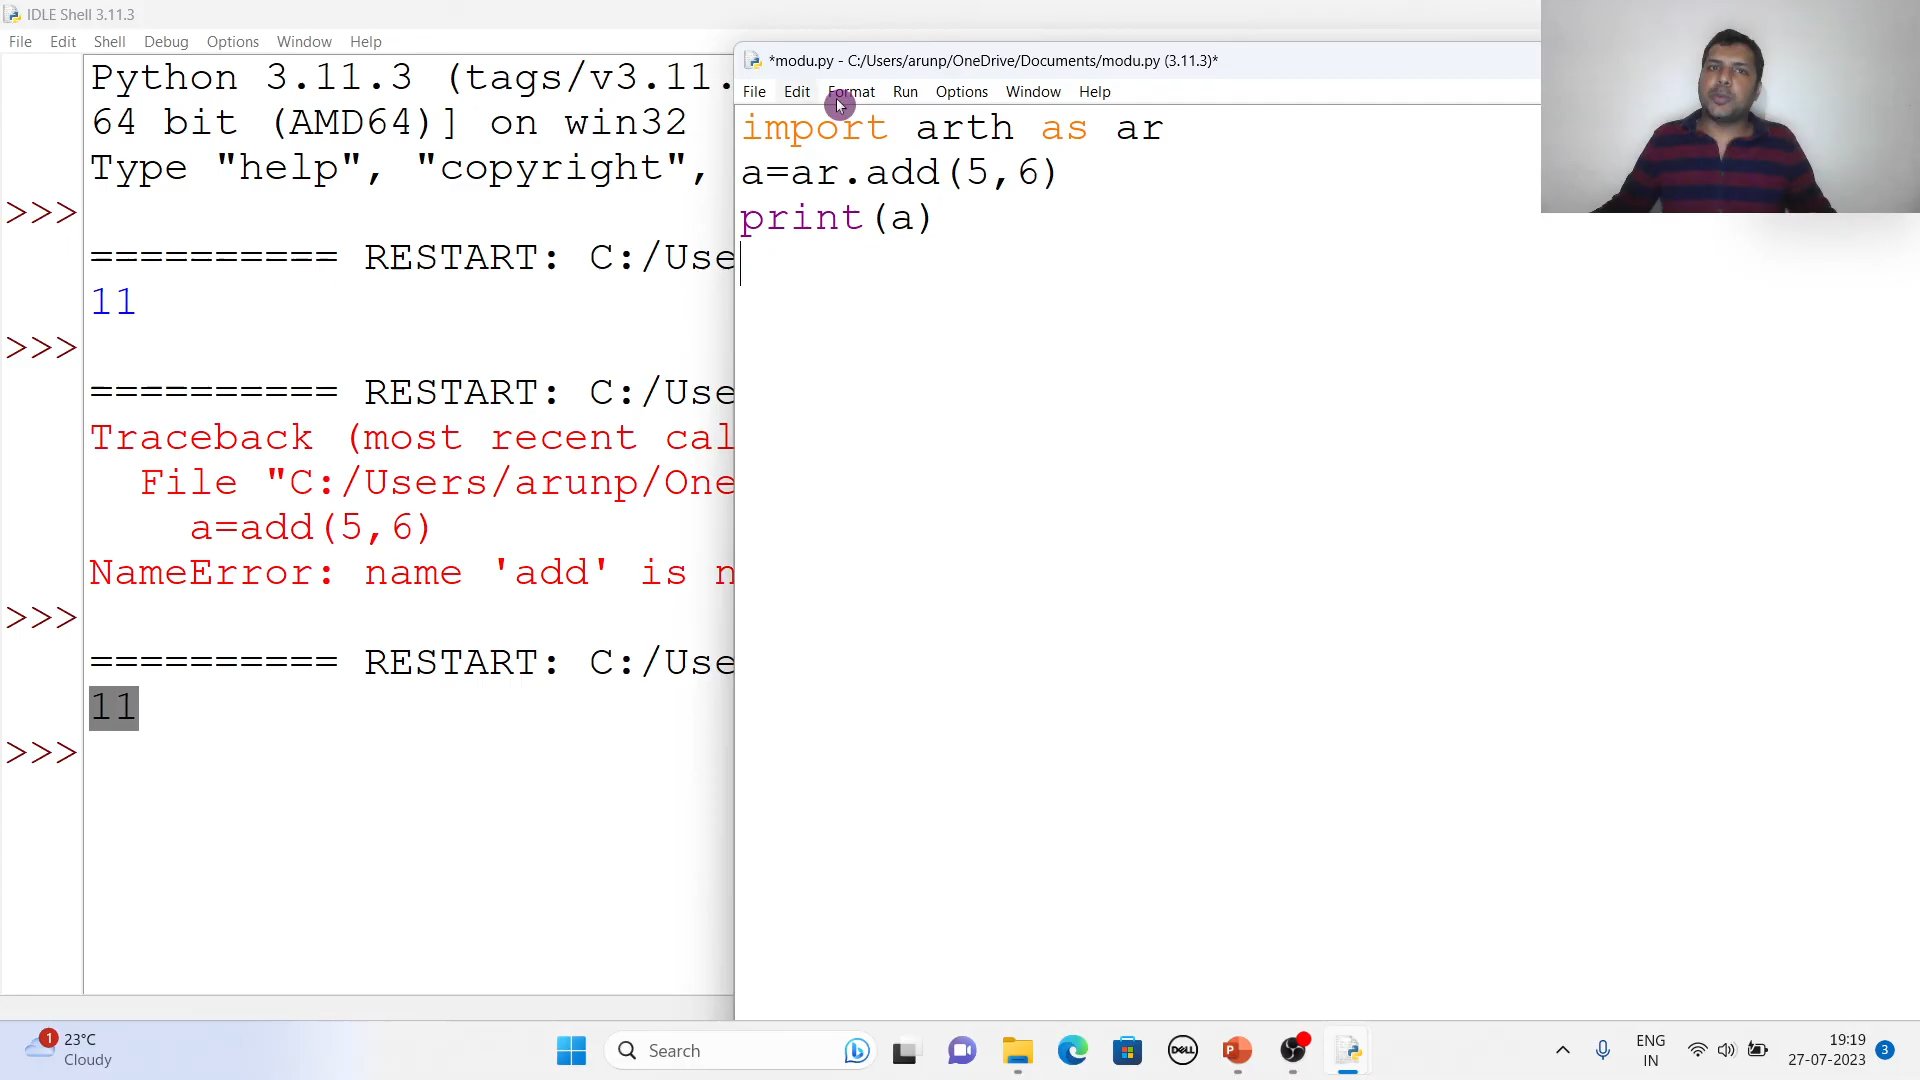 IDLE Shell 3.11.3
File Edit Shell Debug Options Window Help
Python 3.11.3 (tags/v3.11.
64 bit (AMD64)] on win32
Type "help", "copyright",
>>>
========== RESTART: C:/Use
11
>>>
========== RESTART: C:/Use
Traceback (most recent cal
File "C:/Users/arunp/One
a=add(5,6)
NameError: name 'add' is n
>>>
========== RESTART: C:/Use
11
>>>
*modu.py - C:/Users/arunp/OneDrive/Documents/modu.py (3.11.3)*
File Edit Format Run Options Window Help
import arth as ar
a=ar.add(5,6)
print(a)
1
23°C
Cloudy
Search
DELL
P
ENG
IN
19:19
27-07-2023
3